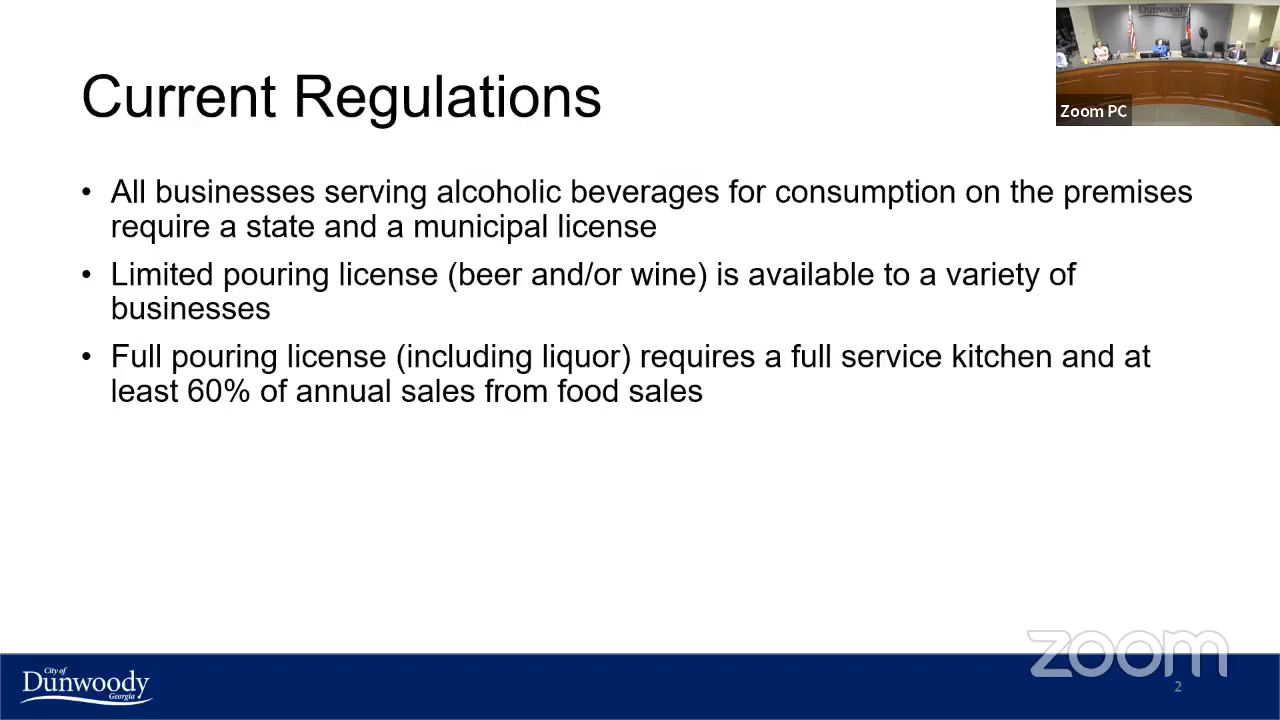 Dunwoody
Zoom PC
Current Regulations
• All businesses serving alcoholic beverages for consumption on the premises
require a state and a municipal license
• Limited pouring license (beer and/or wine) is available to a variety of
businesses
• Full pouring license (including liquor) requires a full service kitchen and at
least 60% of annual sales from food sales
zoom
City of
Dunwoody
Georgia
2